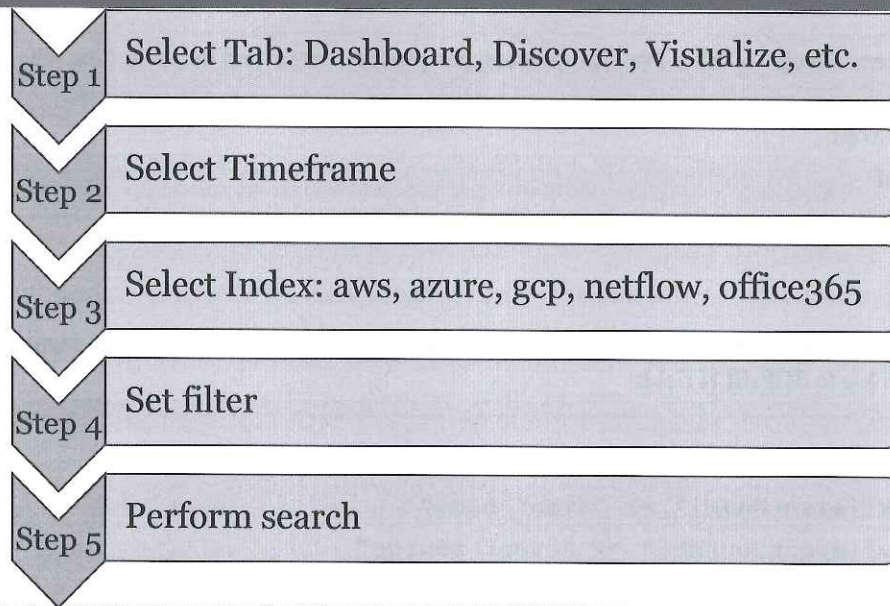 Step 1
Select Tab: Dashboard, Discover, Visualize, etc.
Step 2
Select Timeframe
Step 3
Select Index: aws, azure, gcp, netflow, office365
Step 4
Set filter
Step 5
Perform search